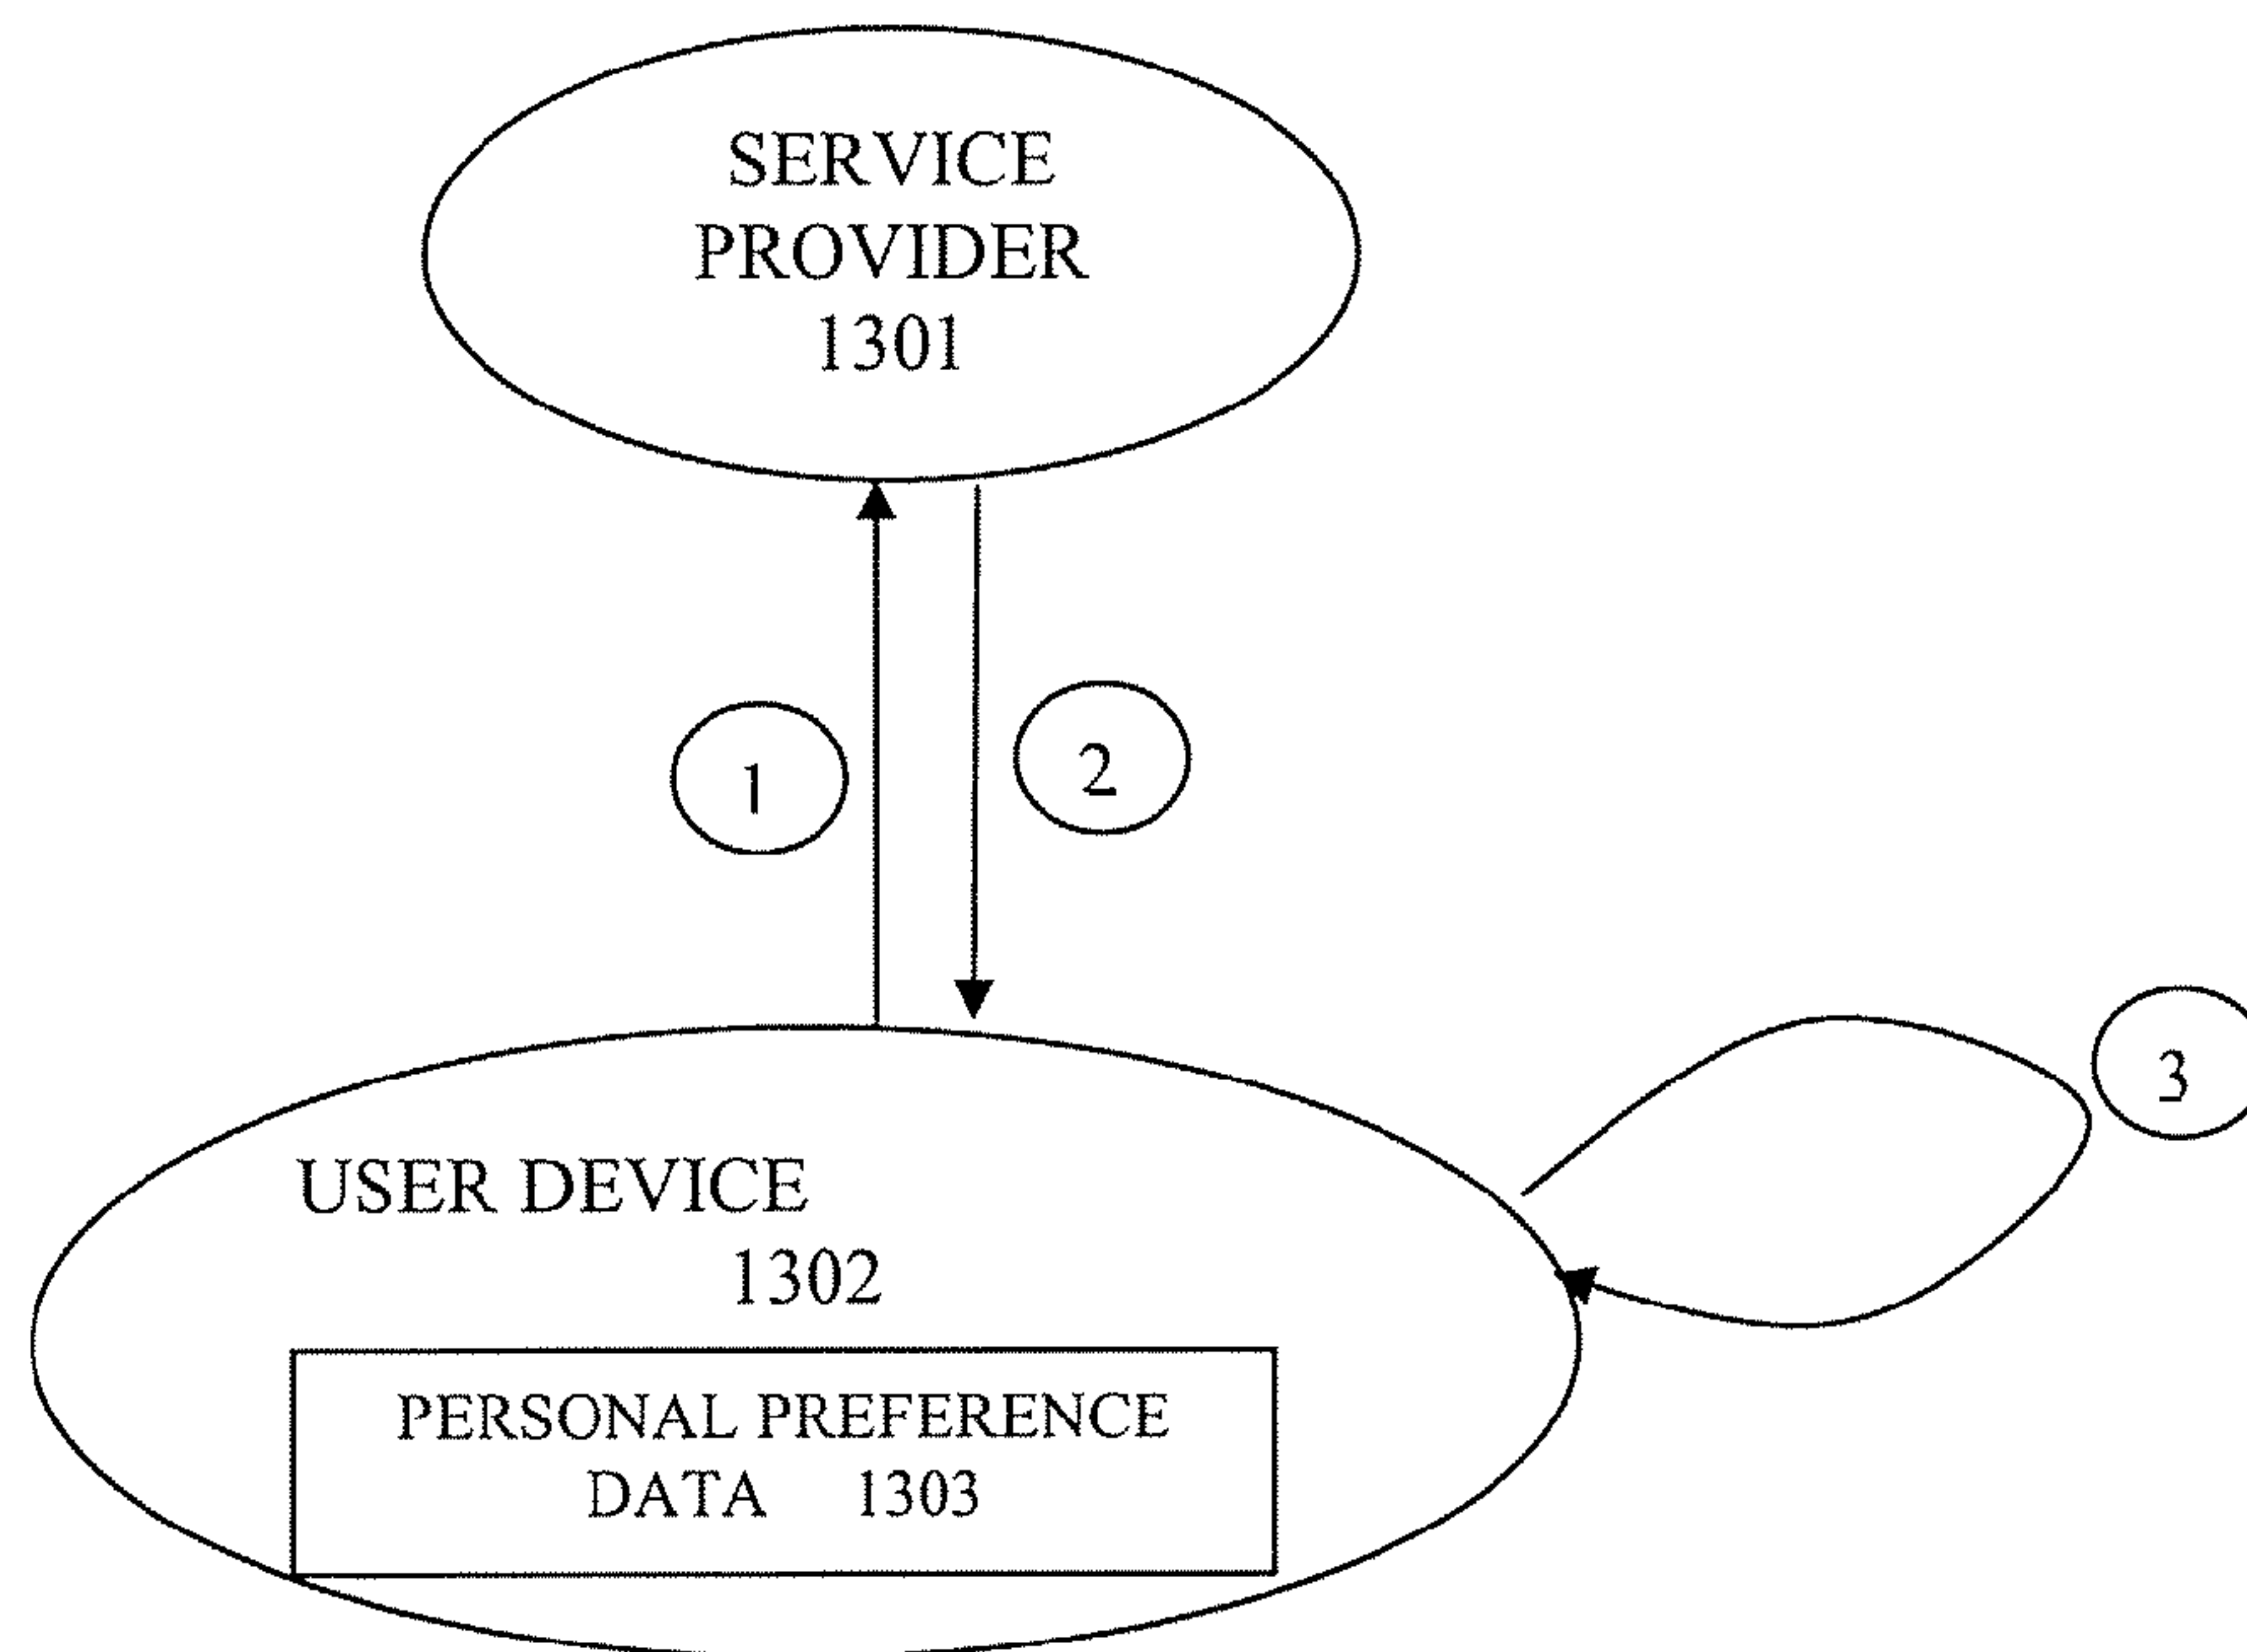 SERVICE
PROVIDER
1301
1
2
3
USER DEVICE
1302
PERSONAL PREFERENCE
DATA 1303